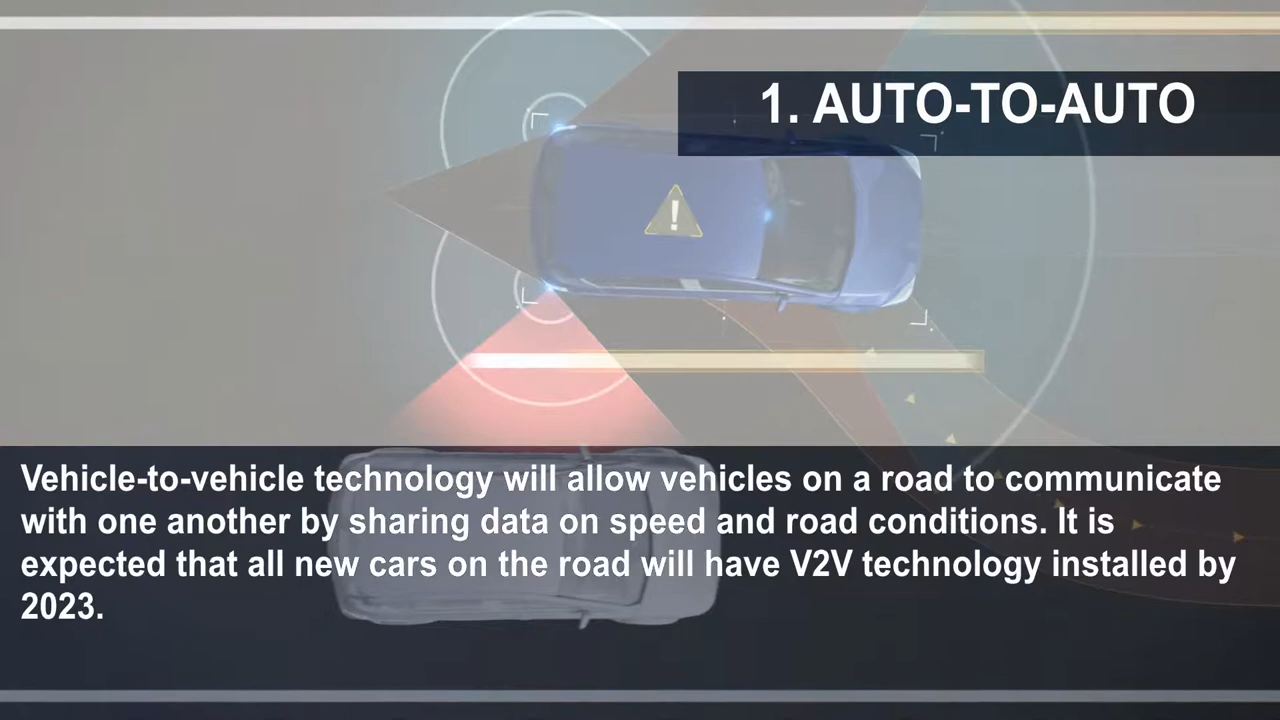 1. AUTO-TO-AUTO
Vehicle-to-vehicle technology will allow vehicles on a road to communicate
with one another by sharing data on speed and road conditions. It is
expected that all new cars on the road will have V2V technology installed by
2023.